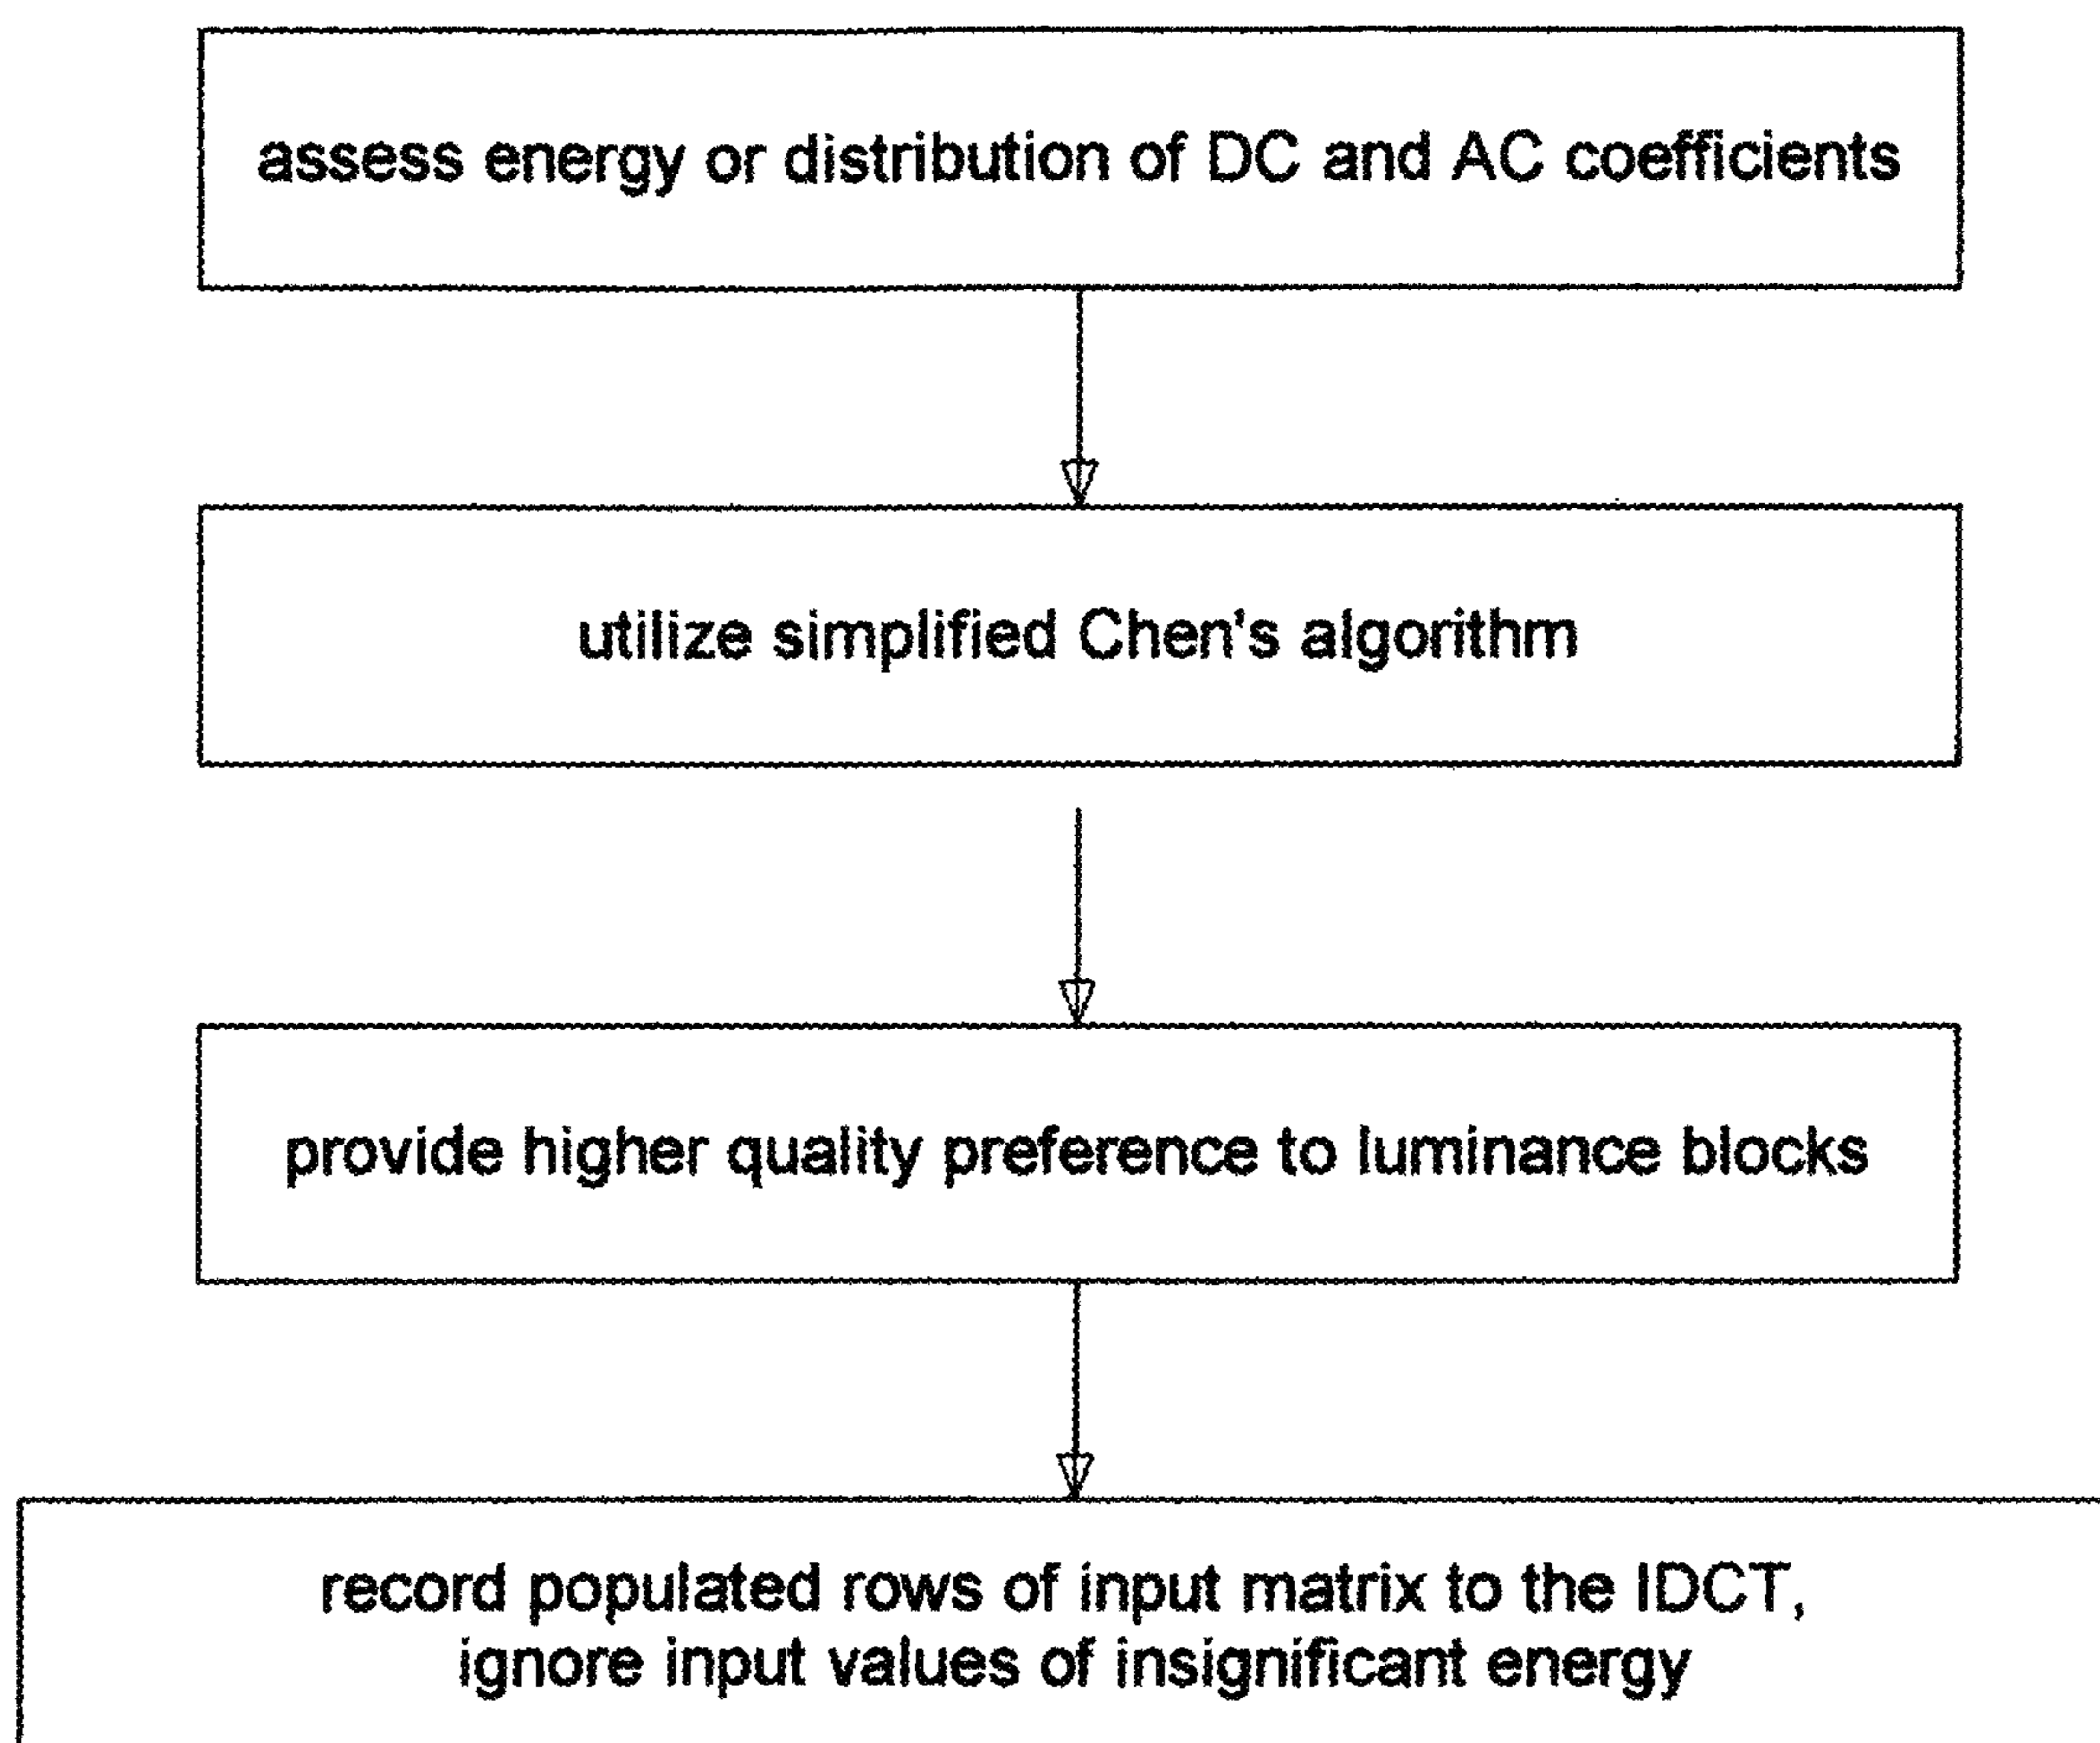 assess energy or distribution of DC and AC coefficients
utilize simplified Chen's algorithm
provide higher quality preference to luminance blocks
record populated rows of input matrix to the IDCT,
ignore input values of insignificant energy